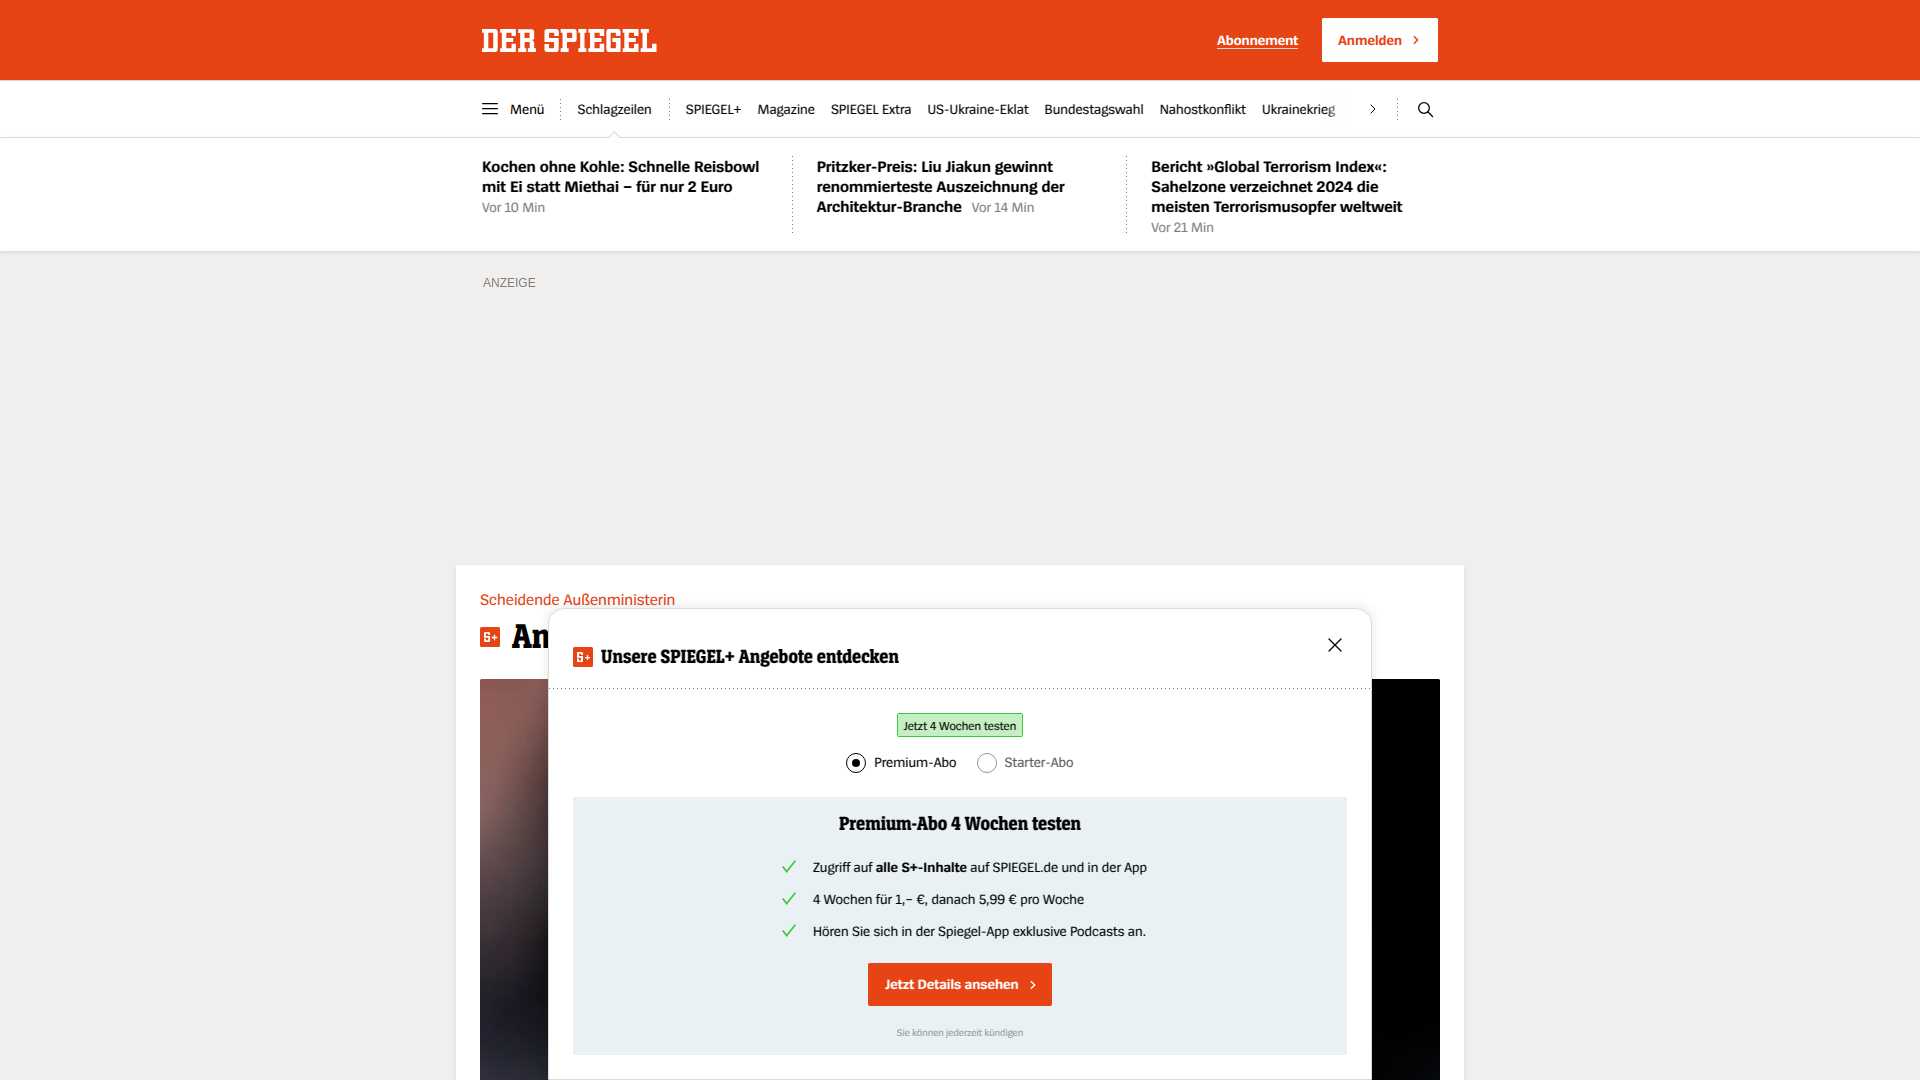 DER SPIEGEL
Abonnement
Anmelden
Menü
Schlagzeilen
SPIEGEL+
Magazine
SPIEGEL Extra
US-Ukraine-Eklat
Bundestagswahl
Nahostkonflikt
Ukrainekrieg
Kochen ohne Kohle: Schnelle Reisbowl
mit Ei statt Miethai – für nur 2 Euro
Vor 10 Min
Pritzker-Preis: Liu Jiakun gewinnt
renommierteste Auszeichnung der
Architektur-Branche Vor 14 Min
Bericht »Global Terrorism Index«:
Sahelzone verzeichnet 2024 die
meisten Terrorismusopfer weltweit
Vor 21 Min
ANZEIGE
Scheidende Außenministerin
S+
S+ Unsere SPIEGEL+ Angebote entdecken
Jetzt 4 Wochen testen
Premium-Abo
Starter-Abo
Premium-Abo 4 Wochen testen
Zugriff auf alle S+-Inhalte auf SPIEGEL.de und in der App
4 Wochen für 1,– €, danach 5,99 € pro Woche
Hören Sie sich in der Spiegel-App exklusive Podcasts an.
Jetzt Details ansehen
Sie können jederzeit kündigen